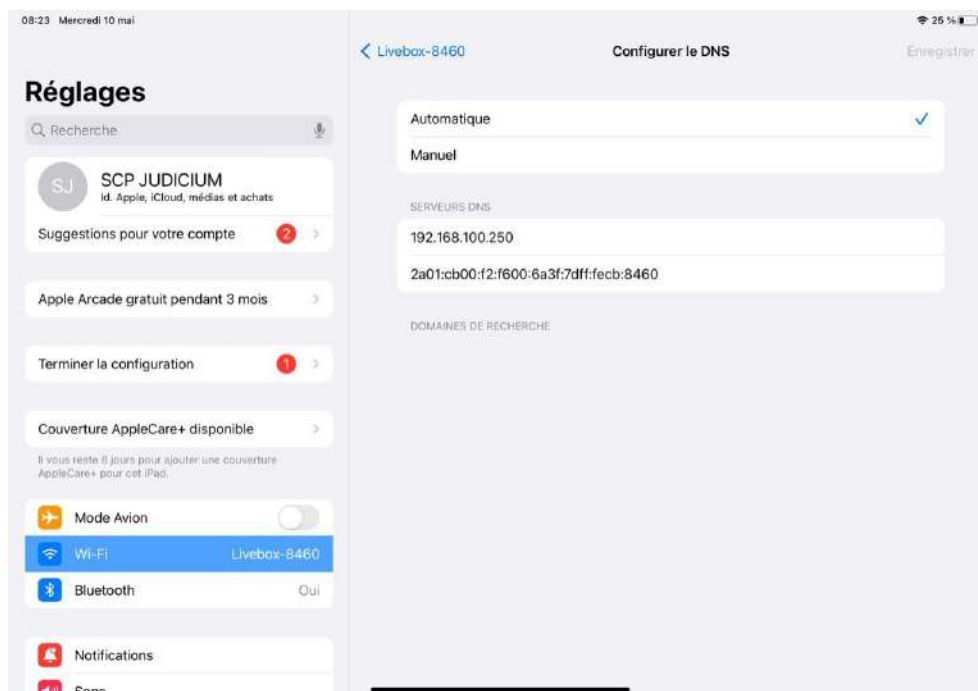 08:23 Mercredi 10 mai
25 %
Livebox-8460
Configurer le DNS
Enregistrer
Réglages
Recherche
SJ
SCP JUDICIUM
Id. Apple, iCloud, médias et achats
Suggestions pour votre compte
2
Apple Arcade gratuit pendant 3 mois
Terminer la configuration
1
Couverture AppleCare+ disponible
Il vous reste 8 jours pour ajouter une couverture
AppleCare+ pour cet iPad.
Mode Avion
Wi-Fi
Livebox-8460
Bluetooth
Oui
Notifications
Sons
Automatique
Manuel
SERVEURS DNS
192.168.100.250
2a01:cb00:f2:f600:6a3f:7dff:fecb:8460
DOMAINES DE RECHERCHE